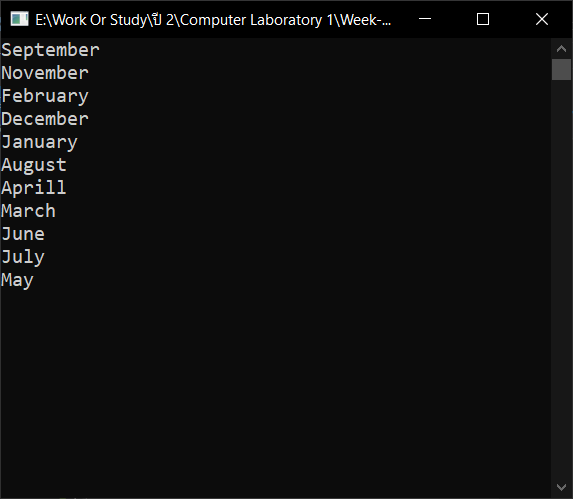 E:\Work Or Study\ปี 2\Computer Laboratory 1\Week-...
September
November
February
December
January
August
Aprill
March
June
July
May